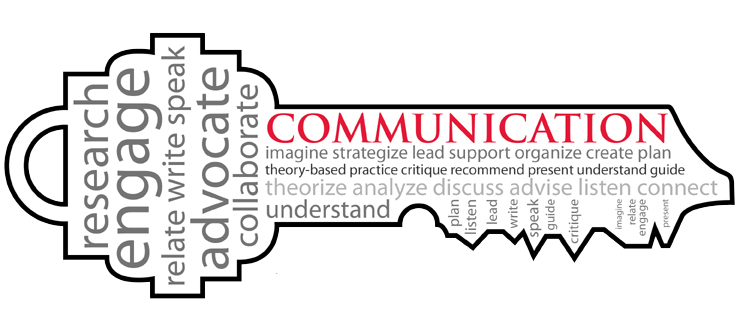 research
engage
relate write speak
advocate
collaborate
COMMUNICATION
imagine strategize lead support organize create plan
theory-based practice critique recommend present understand guide
theorize analyze discuss advise listen connect
understand
plan
listen
lead
write
speak
guide
critique
imagine
relate
engage
present